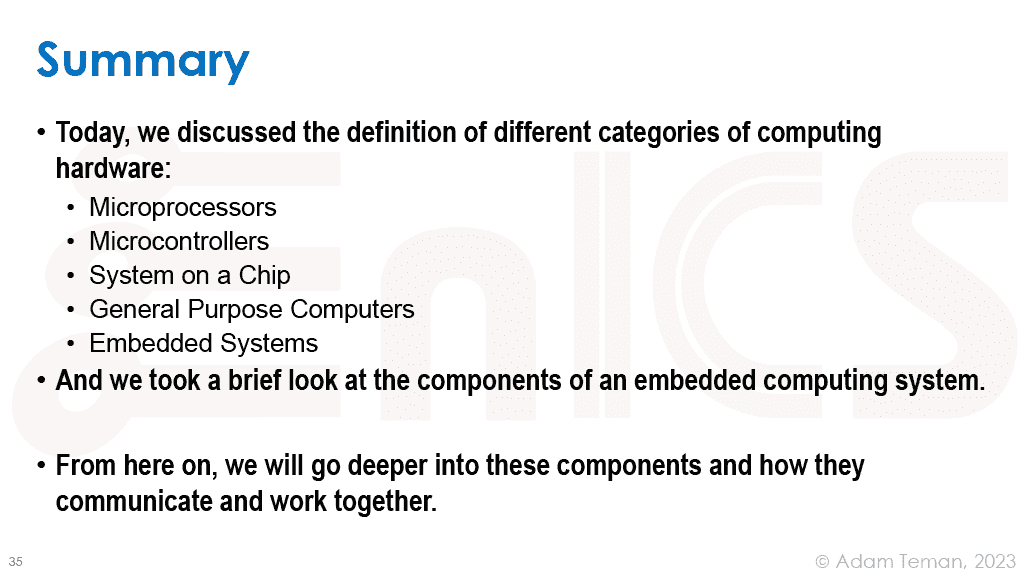 Summary
• Today, we discussed the definition of different categories of computing
hardware:
• Microprocessors
• Microcontrollers
• System on a Chip
• General Purpose Computers
• Embedded Systems
• And we took a brief look at the components of an embedded computing system.
• From here on, we will go deeper into these components and how they
communicate and work together.
35
© Adam Teman, 2023
EnICS